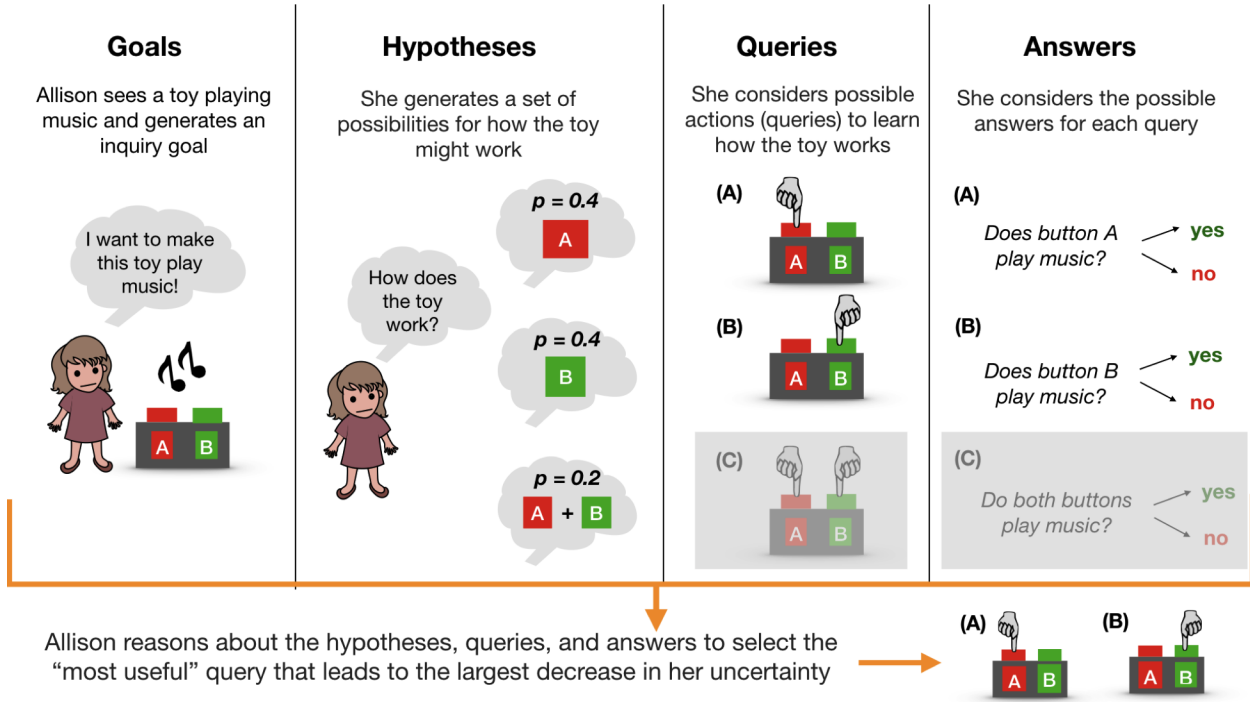 Goals
Allison sees a toy playing
music and generates an
inquiry goal
I want to make
this toy play
music!
A B
Hypotheses
She generates a set of
possibilities for how the toy
might work
How does
the toy
work?
p = 0.4
A
p = 0.4
B
p = 0.2
A + B
Queries
She considers possible
actions (queries) to learn
how the toy works
(A)
A B
(B)
A B
(C)
A B
Answers
She considers the possible
answers for each query
(A)
Does button A
play music?
yes
no
(B)
Does button B
play music?
yes
no
(C)
Do both buttons
play music?
yes
no
Allison reasons about the hypotheses, queries, and answers to select the
“most useful” query that leads to the largest decrease in her uncertainty
(A)
A B
(B)
A B